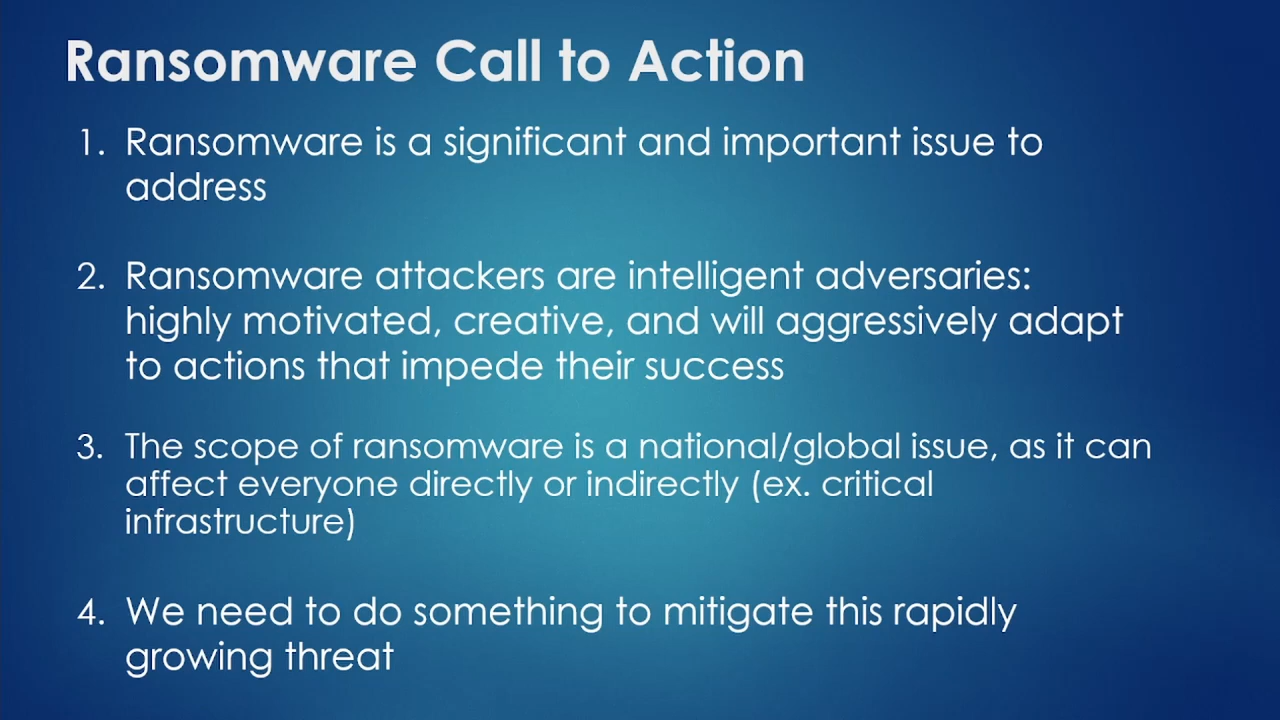 Ransomware Call to Action
1. Ransomware is a significant and important issue to
address
2. Ransomware attackers are intelligent adversaries:
highly motivated, creative, and will aggressively adapt
to actions that impede their success
3. The scope of ransomware is a national/global issue, as it can
affect everyone directly or indirectly (ex. critical
infrastructure)
4. We need to do something to mitigate this rapidly
growing threat